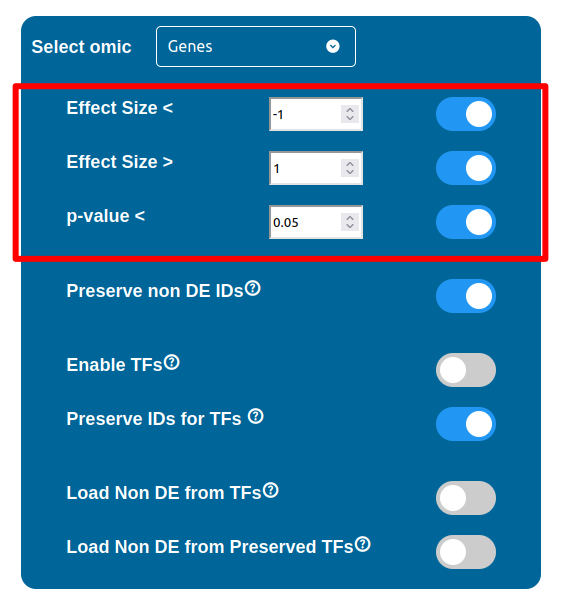 Select omic Genes
Effect Size < -1
Effect Size > 1
p-value < 0.05
Preserve non DE IDs?
Enable TFs?
Preserve IDs for TFs ?
Load Non DE from TFs?
Load Non DE from Preserved TFs?